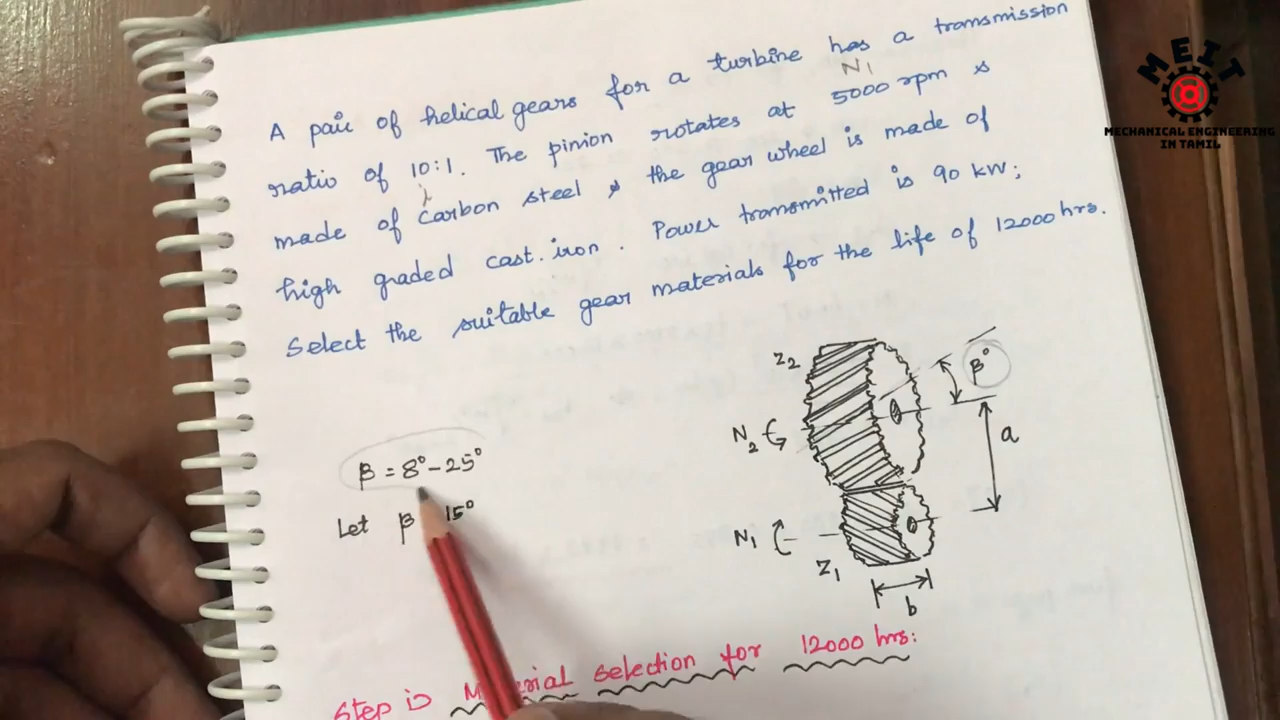 A pair of helical gears for a turbine has a transmission
N1
ratio of 10:1. The pinion rotates at 5000 rpm &
i
made of carbon steel & the gear wheel is made of
high graded cast iron. Power transmitted is 90 kW;
Select the suitable gear materials for the life of 12000 hrs.
Z2
β°
β = 8° - 25°
N2
a
Let β 15°
N1
Z1
b
Step i) Material selection for 12000 hrs:
MEIT
MECHANICAL ENGINEERING
IN TAMIL